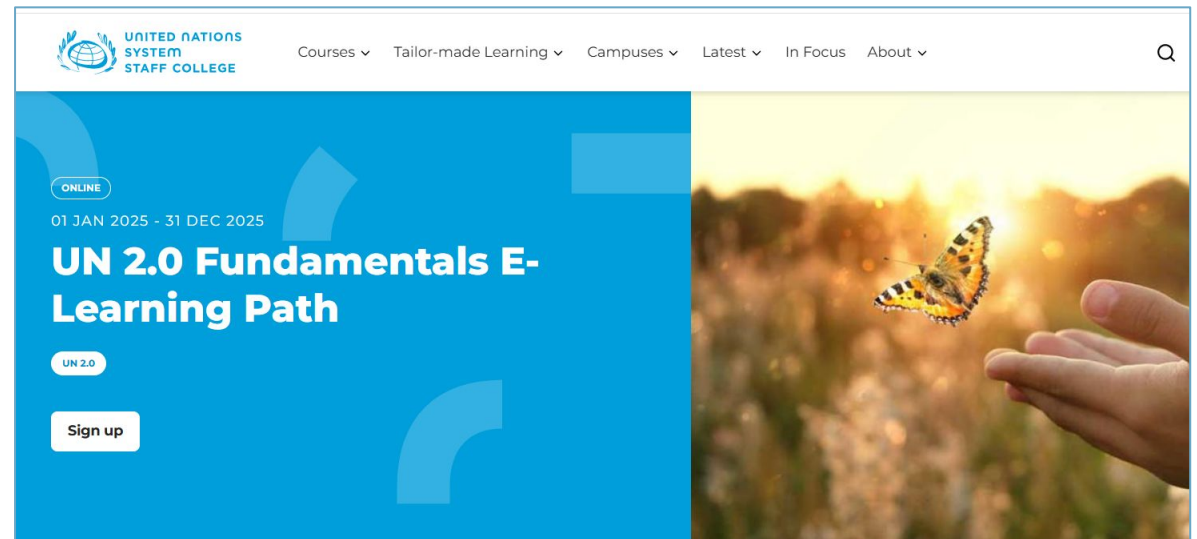 UNITED NATIONS
SYSTEM
STAFF COLLEGE
Courses Tailor-made Learning Campuses Latest In Focus About
ONLINE
01 JAN 2025 - 31 DEC 2025
UN 2.0 Fundamentals E-
Learning Path
UN 2.0
Sign up